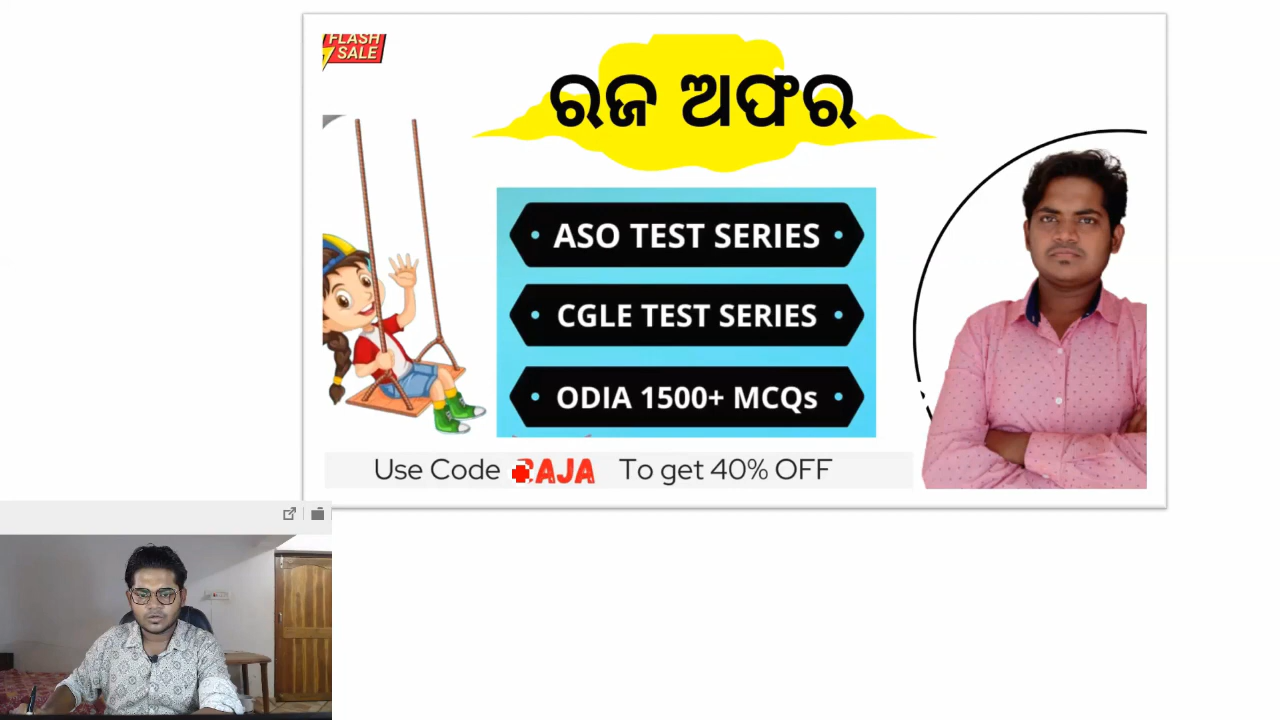 FLASH
SALE
ରଜ ଅଫର
ASO TEST SERIES
CGLE TEST SERIES
ODIA 1500+ MCQs
Use Code RAJA To get 40% OFF